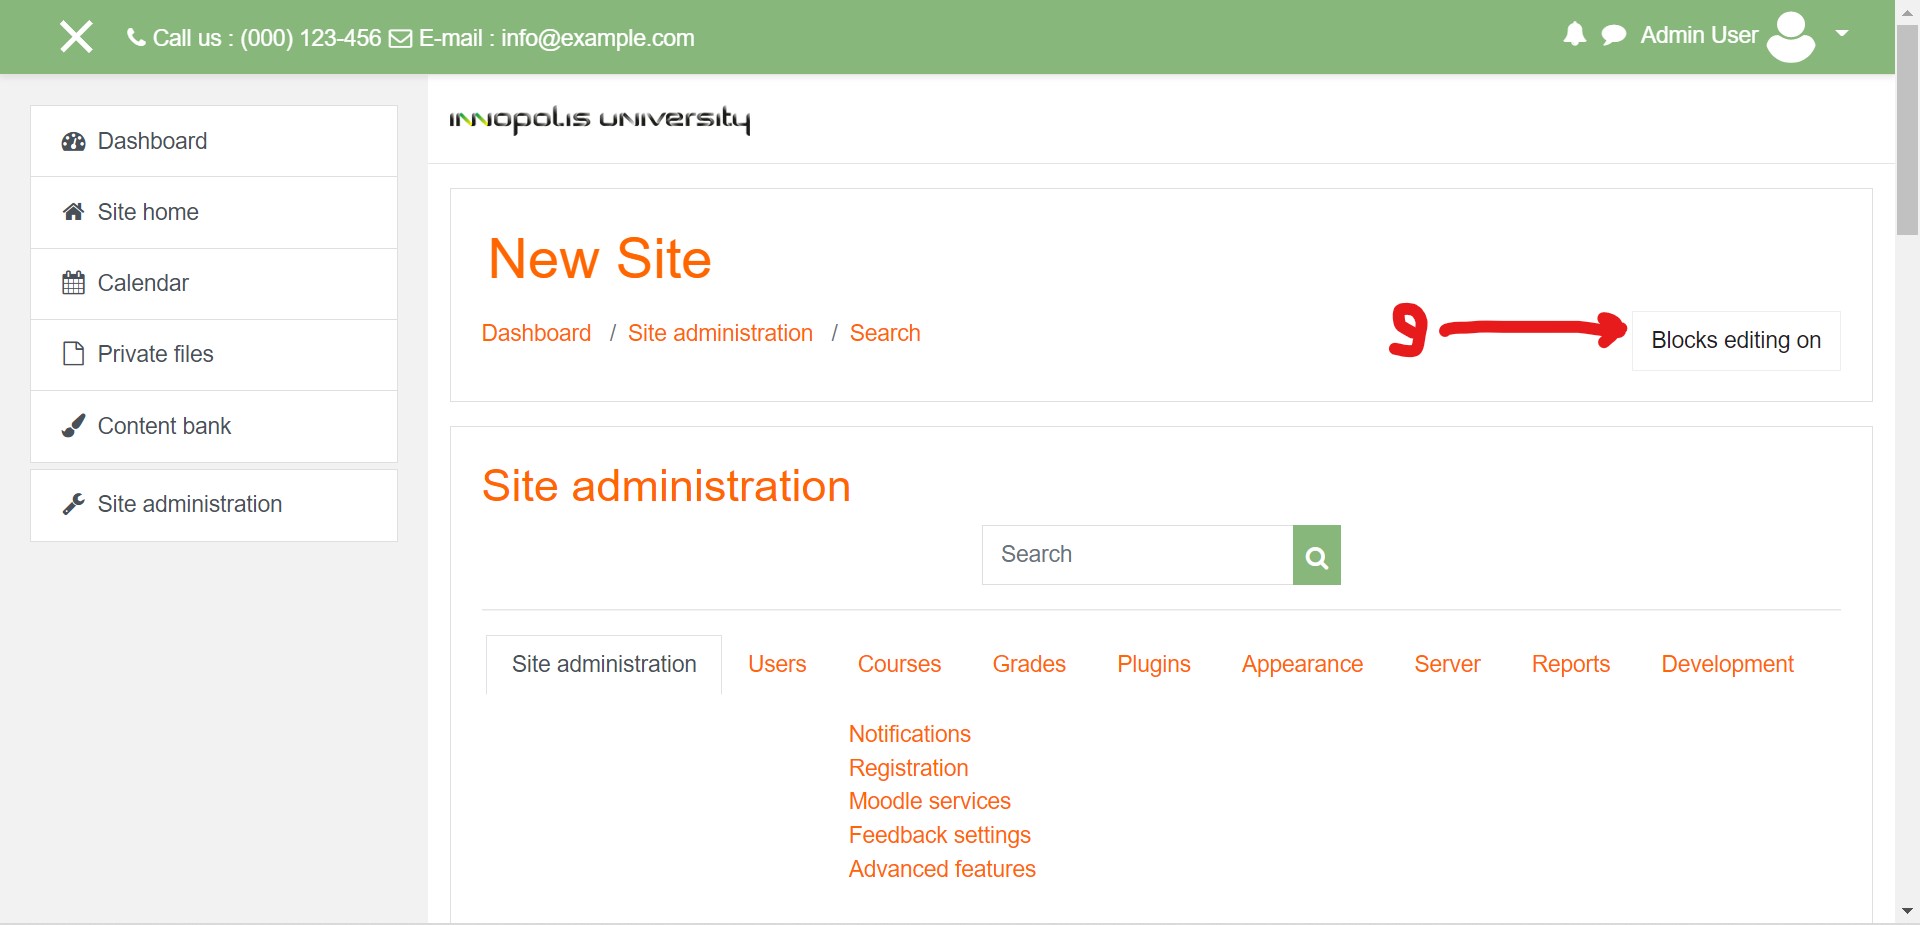 Call us : (000) 123-456 E-mail : info@example.com
Admin User
Dashboard
Site home
Calendar
Private files
Content bank
Site administration
innopolis university
New Site
Dashboard / Site administration / Search
9
Blocks editing on
Site administration
Search
Site administration Users Courses Grades Plugins Appearance Server Reports Development
Notifications
Registration
Moodle services
Feedback settings
Advanced features